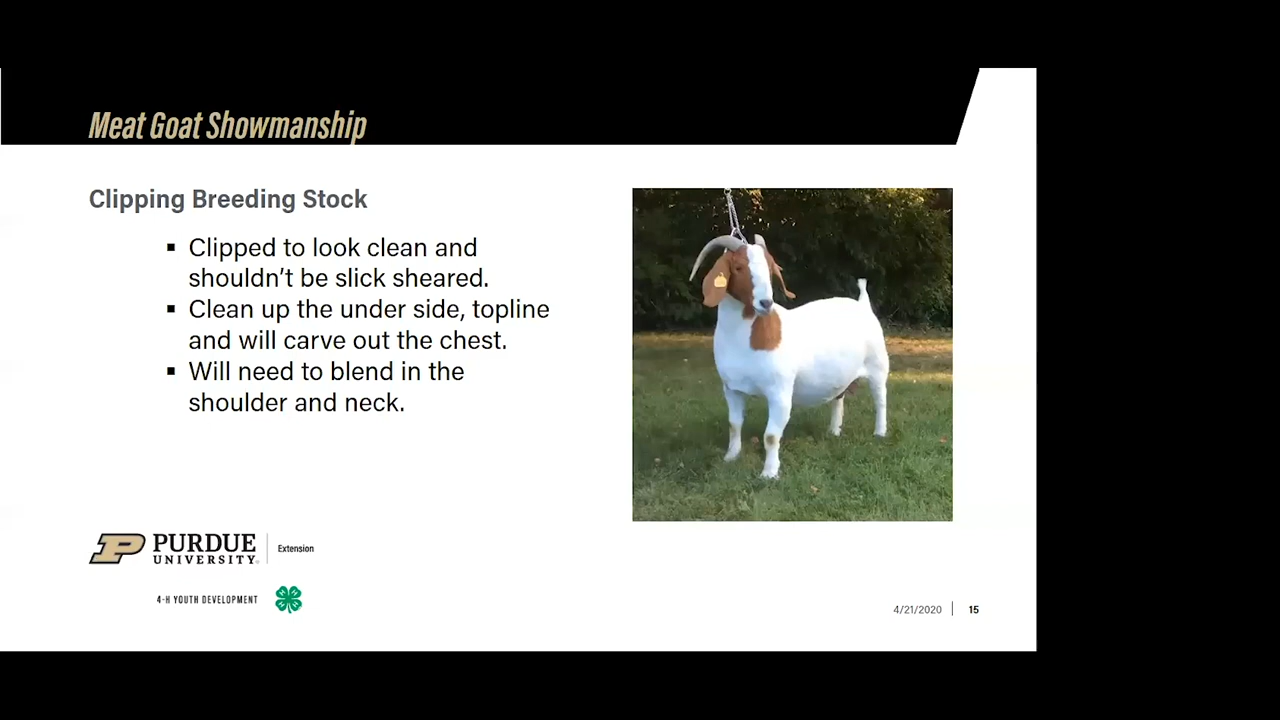 Meat Goat Showmanship
Clipping Breeding Stock
▪ Clipped to look clean and
shouldn’t be slick sheared.
▪ Clean up the under side, topline
and will carve out the chest.
▪ Will need to blend in the
shoulder and neck.
PURDUE
UNIVERSITY®
Extension
4-H YOUTH DEVELOPMENT
4/21/2020
15